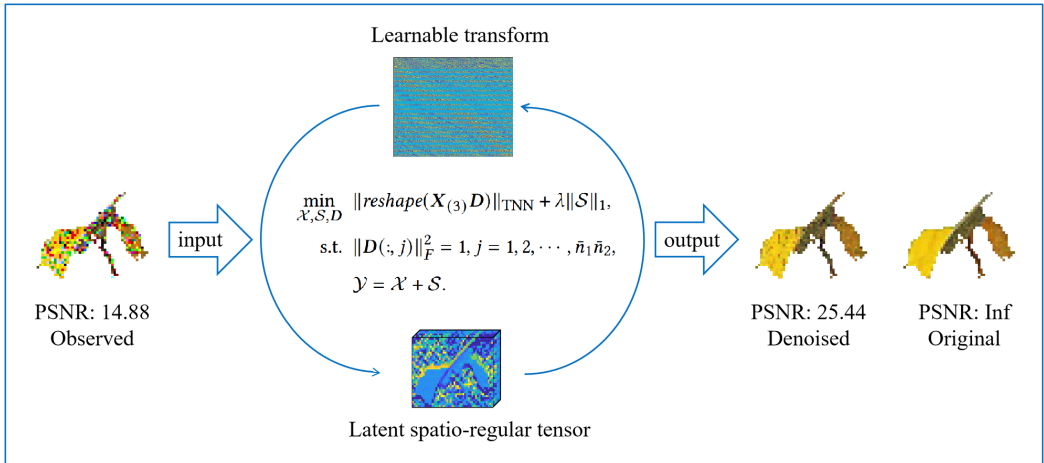 Learnable transform
min ‖reshape(X₍₃₎D)‖TNN + λ‖S‖₁,
X,S,D
s.t. ‖D(:, j)‖²F = 1, j = 1, 2, ⋯ , n̄₁n̄₂,
Y = X + S.
input
output
PSNR: 14.88
Observed
PSNR: 25.44
Denoised
PSNR: Inf
Original
Latent spatio-regular tensor